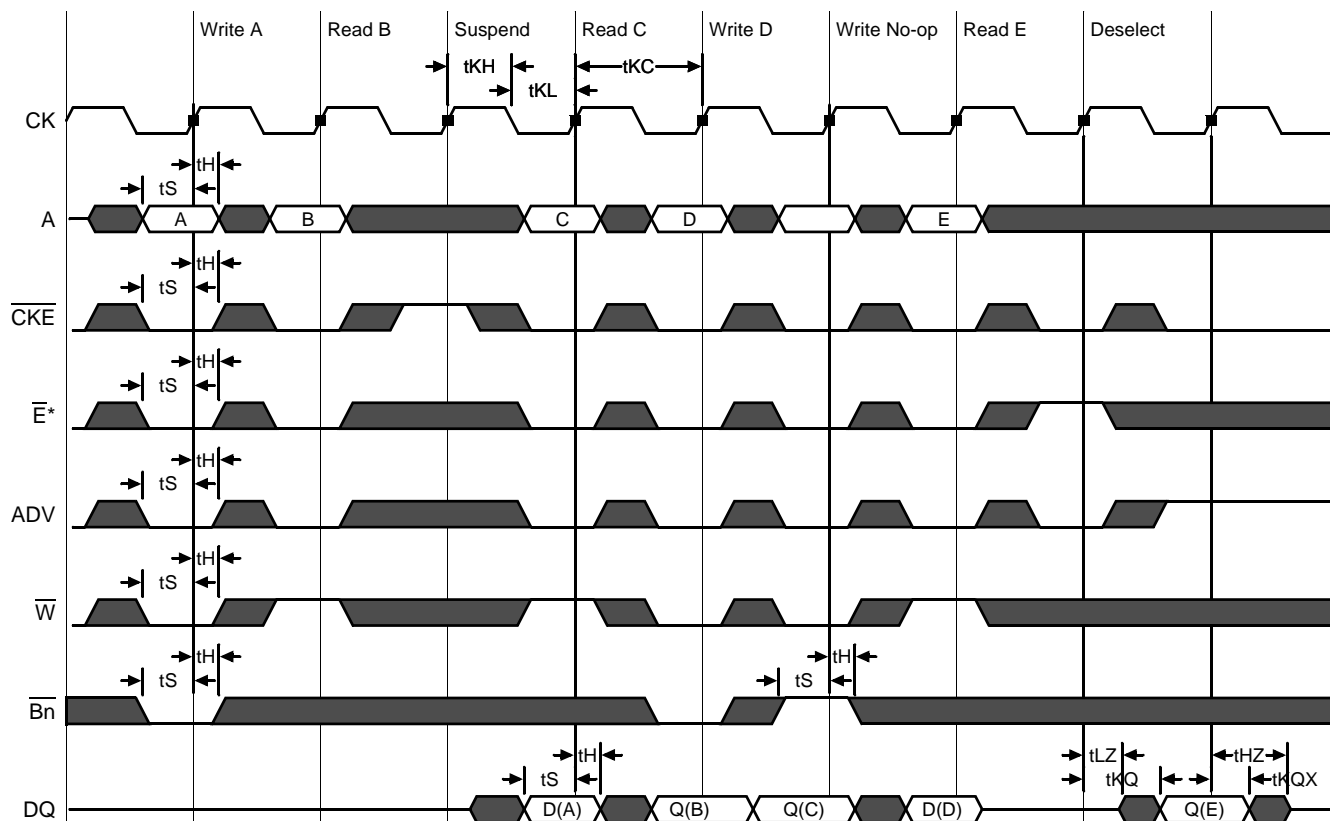 Write A Read B Suspend Read C Write D Write No-op Read E Deselect
tKH tKC
tKL
CK
tH
tS
A A B C D E
tH
tS
CKE
tH
tS
E*
tH
tS
ADV
tH
tS
W
tH tH
tS tS
Bn
tH tLZ tHZ
tS tKQ tKQX
DQ D(A) Q(B) Q(C) D(D) Q(E)